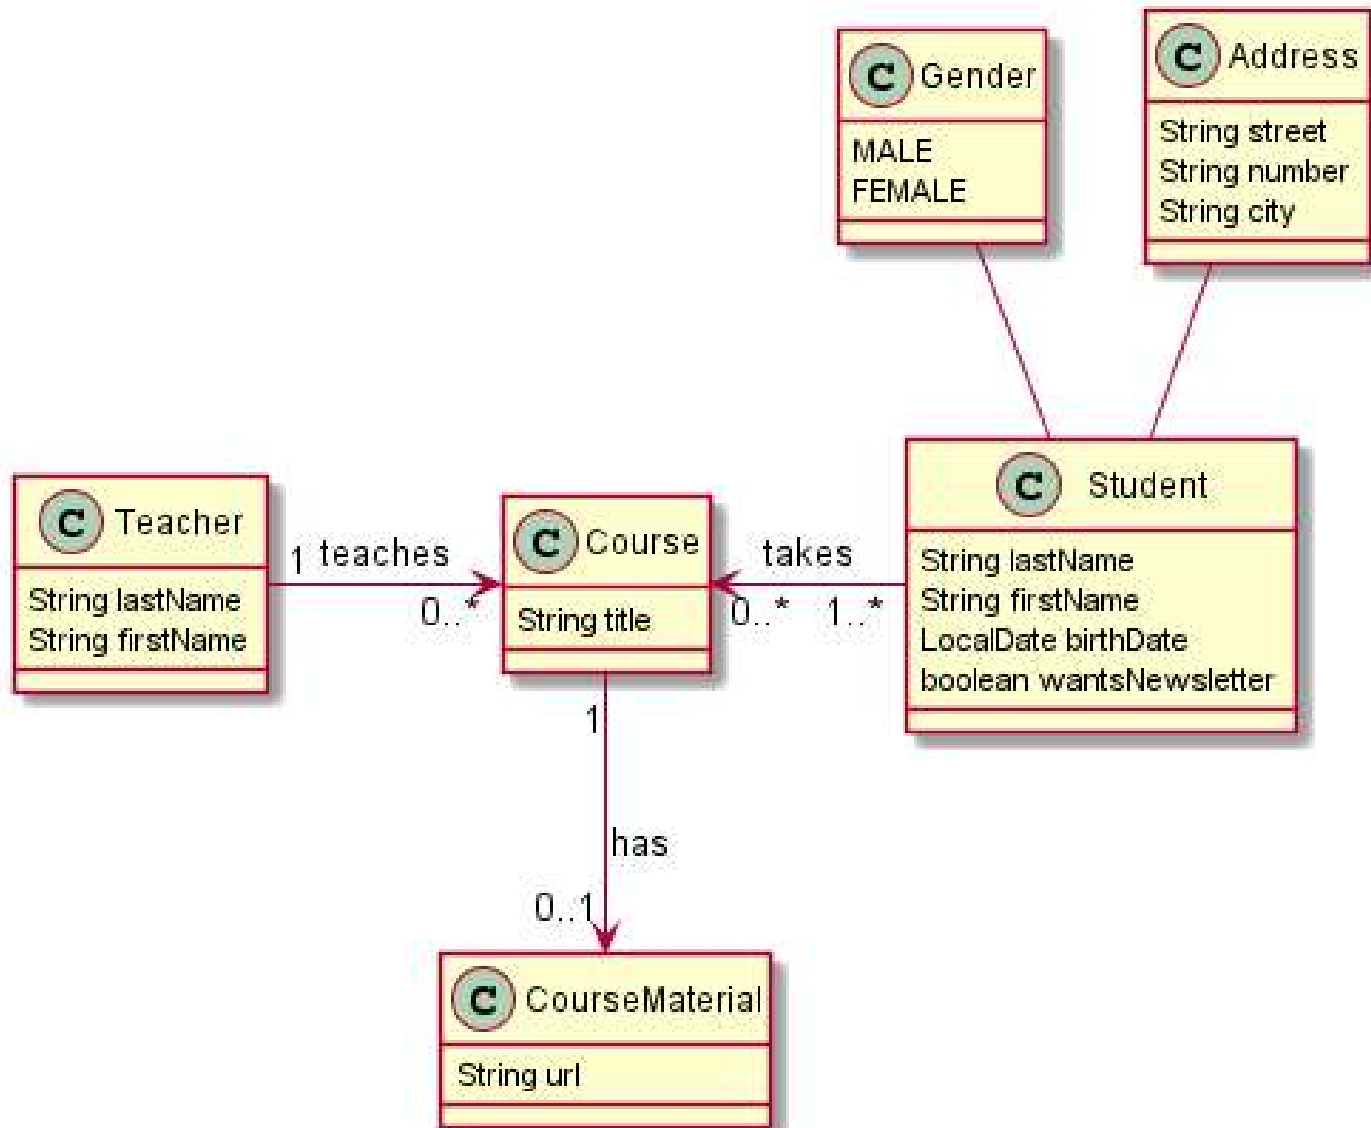 C Gender
MALE
FEMALE
C Address
String street
String number
String city
C Teacher
String lastName
String firstName
1 teaches
0..*
C Course
String title
takes
0..* 1..*
C Student
String lastName
String firstName
LocalDate birthDate
boolean wantsNewsletter
1
has
0..1
C CourseMaterial
String url